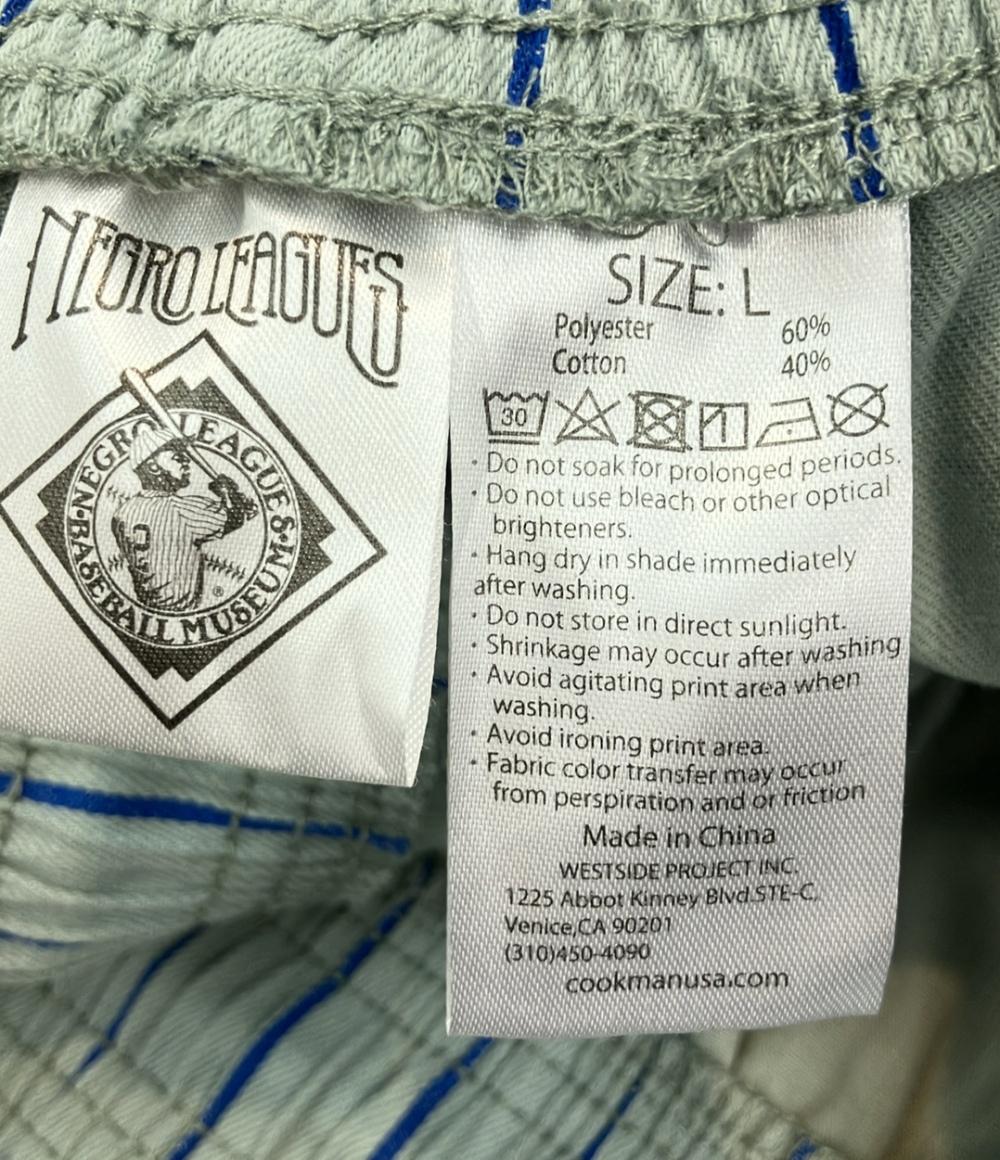 NEGRO LEAGUES
NEGRO LEAGUES
BASEBALL MUSEUM
®
SIZE: L
Polyester 60%
Cotton 40%
30
· Do not soak for prolonged periods.
· Do not use bleach or other optical
brighteners.
· Hang dry in shade immediately
after washing.
· Do not store in direct sunlight.
· Shrinkage may occur after washing
· Avoid agitating print area when
washing.
· Avoid ironing print area.
· Fabric color transfer may occur
from perspiration and or friction
Made in China
WESTSIDE PROJECT INC.
1225 Abbot Kinney Blvd.STE-C,
Venice,CA 90201
(310)450-4090
cookmanusa.com